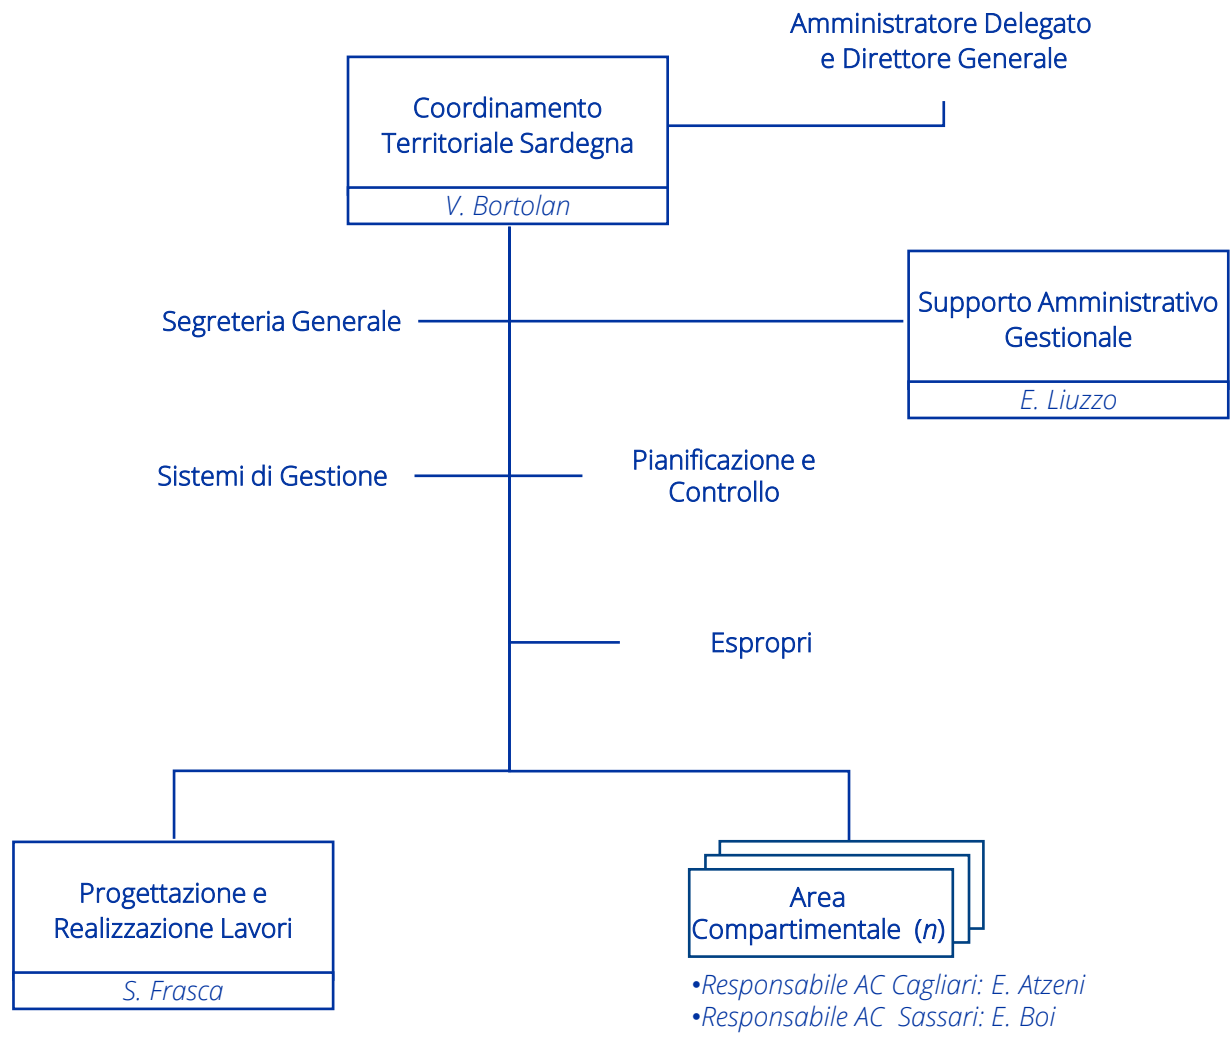 Amministratore Delegato
e Direttore Generale
Coordinamento
Territoriale Sardegna
V. Bortolan
Segreteria Generale
Supporto Amministrativo
Gestionale
E. Liuzzo
Sistemi di Gestione
Pianificazione e
Controllo
Espropri
Progettazione e
Realizzazione Lavori
S. Frasca
Area
Compartimentale (n)
•Responsabile AC Cagliari: E. Atzeni
•Responsabile AC Sassari: E. Boi